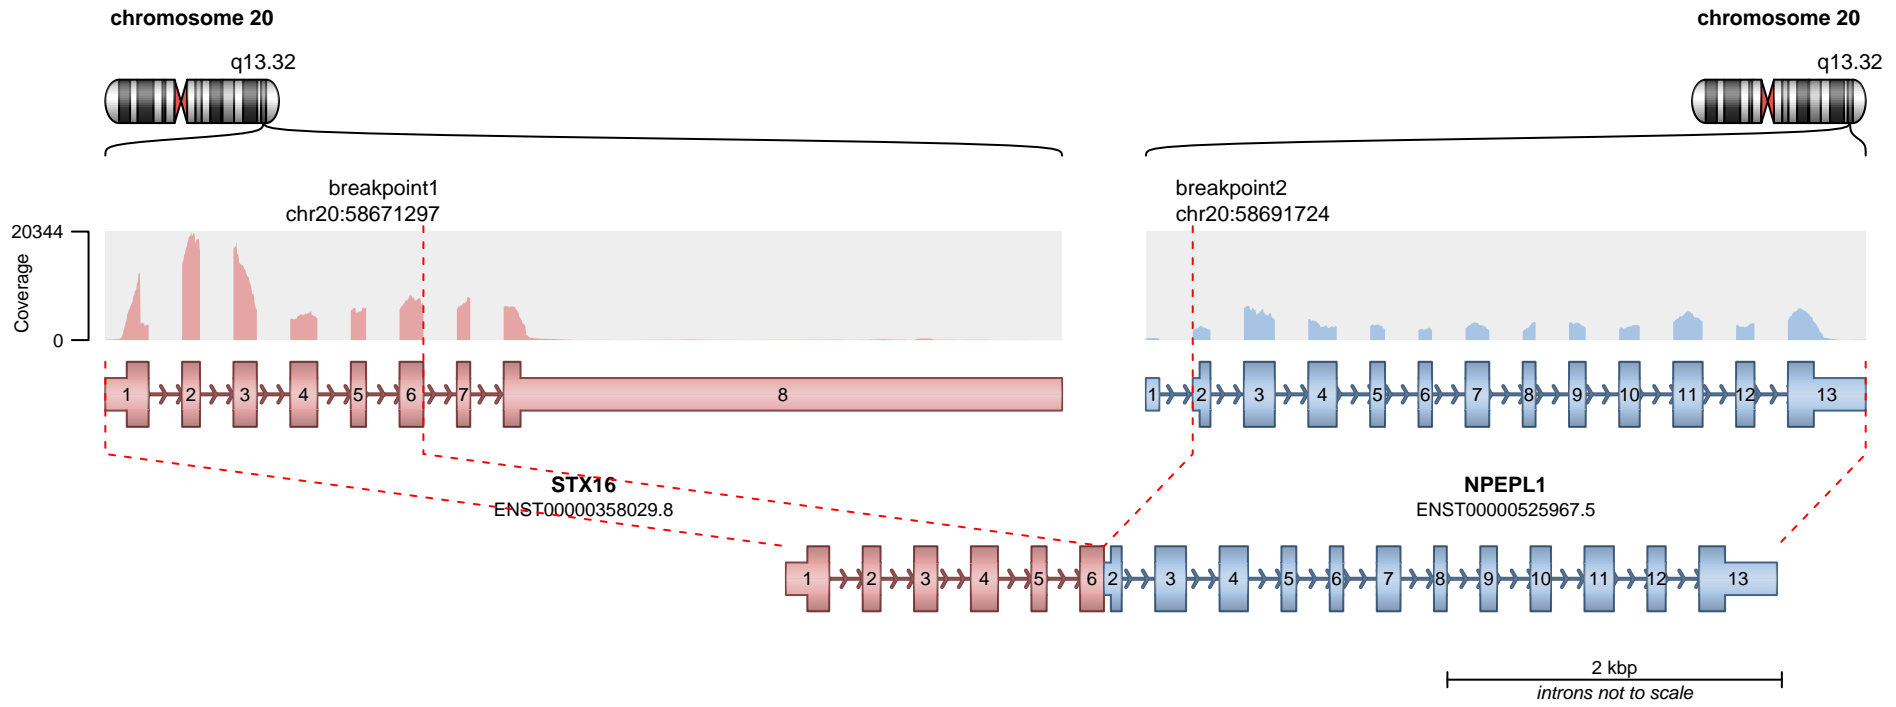 chromosome 20
chromosome 20
q13.32
q13.32
breakpoint1
chr20:58671297
breakpoint2
chr20:58691724
20344
Coverage
0
1 2 3 4 5 6 7 8
1 2 3 4 5 6 7 8 9 10 11 12 13
STX16
ENST00000358029.8
NPEPL1
ENST00000525967.5
1 2 3 4 5 6 2 3 4 5 6 7 8 9 10 11 12 13
2 kbp
introns not to scale